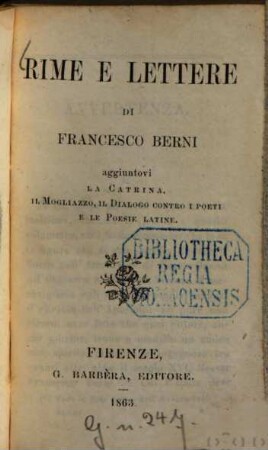 RIME E LETTERE
DI
FRANCESCO BERNI
aggiuntovi
LA CATRINA,
IL MOGLIAZZO, IL DIALOGO CONTRO I POETI
E LE POESIE LATINE.
BIBLIOTHECA
REGIA
MONACENSIS
FIRENZE,
G. BARBÈRA, EDITORE.
1863